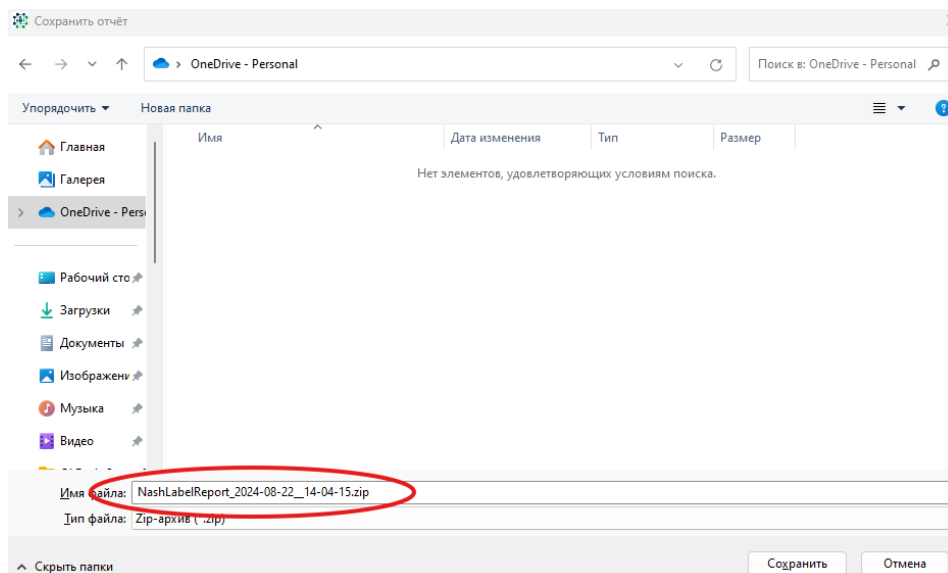 Сохранить отчёт
OneDrive - Personal
Поиск в: OneDrive - Personal
Упорядочить
Новая папка
Имя
Дата изменения
Тип
Размер
Нет элементов, удовлетворяющих условиям поиска.
Главная
Галерея
OneDrive - Pers
Рабочий сто
Загрузки
Документы
Изображени
Музыка
Видео
Имя файла: NashLabelReport_2024-08-22__14-04-15.zip
Тип файла: Zip-архив (*.zip)
Скрыть папки
Сохранить
Отмена